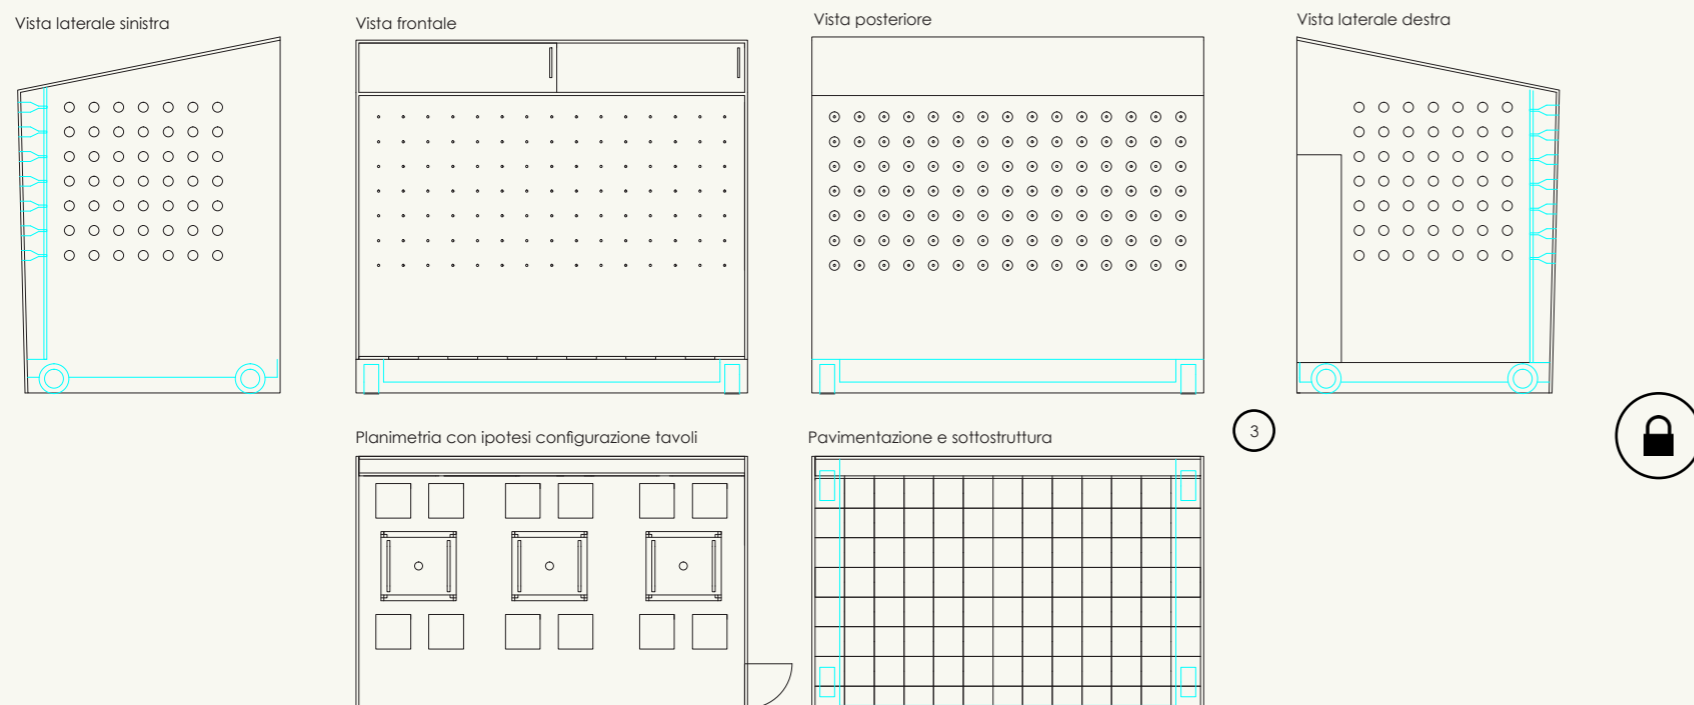 Vista laterale sinistra
Vista frontale
Vista posteriore
Vista laterale destra
Planimetria con ipotesi configurazione tavoli
Pavimentazione e sottostruttura
3